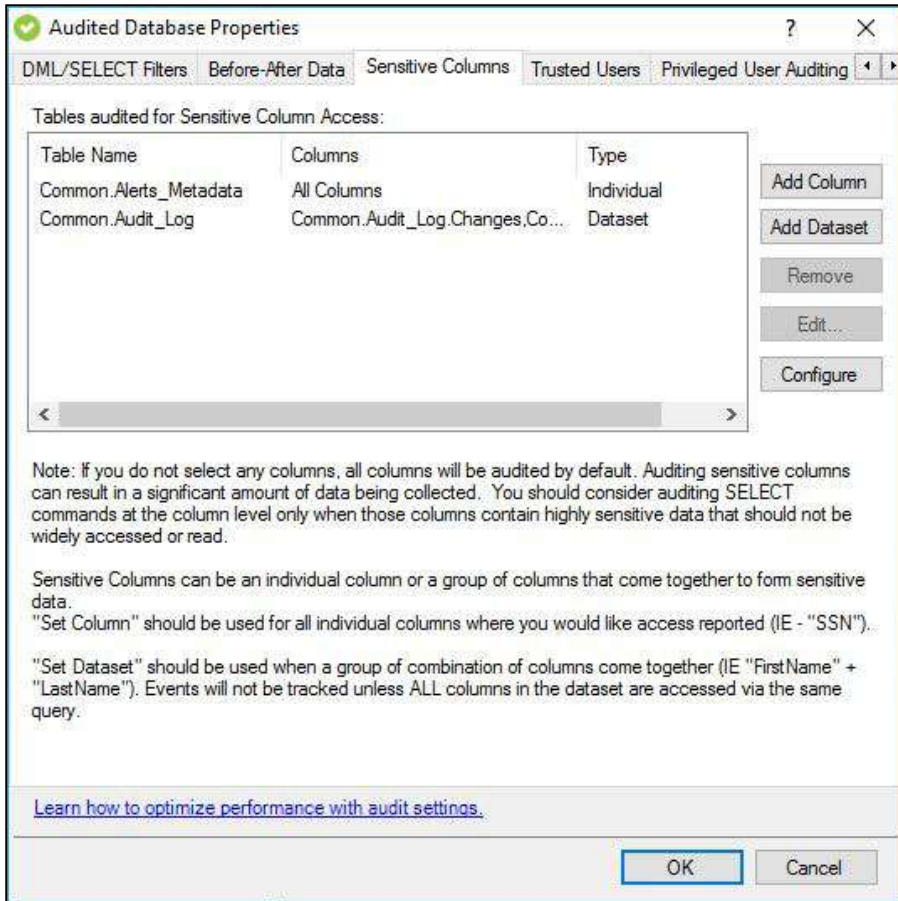 Audited Database Properties
DML/SELECT Filters Before-After Data Sensitive Columns Trusted Users Privileged User Auditing
Tables audited for Sensitive Column Access:
Table Name Columns Type
Common.Alerts_Metadata All Columns Individual
Common.Audit_Log Common.Audit_Log.Changes,Co... Dataset
Add Column
Add Dataset
Remove
Edit...
Configure
Note: If you do not select any columns, all columns will be audited by default. Auditing sensitive columns
can result in a significant amount of data being collected. You should consider auditing SELECT
commands at the column level only when those columns contain highly sensitive data that should not be
widely accessed or read.
Sensitive Columns can be an individual column or a group of columns that come together to form sensitive
data.
"Set Column" should be used for all individual columns where you would like access reported (IE - "SSN").
"Set Dataset" should be used when a group of combination of columns come together (IE "FirstName" +
"LastName"). Events will not be tracked unless ALL columns in the dataset are accessed via the same
query.
Learn how to optimize performance with audit settings.
OK Cancel